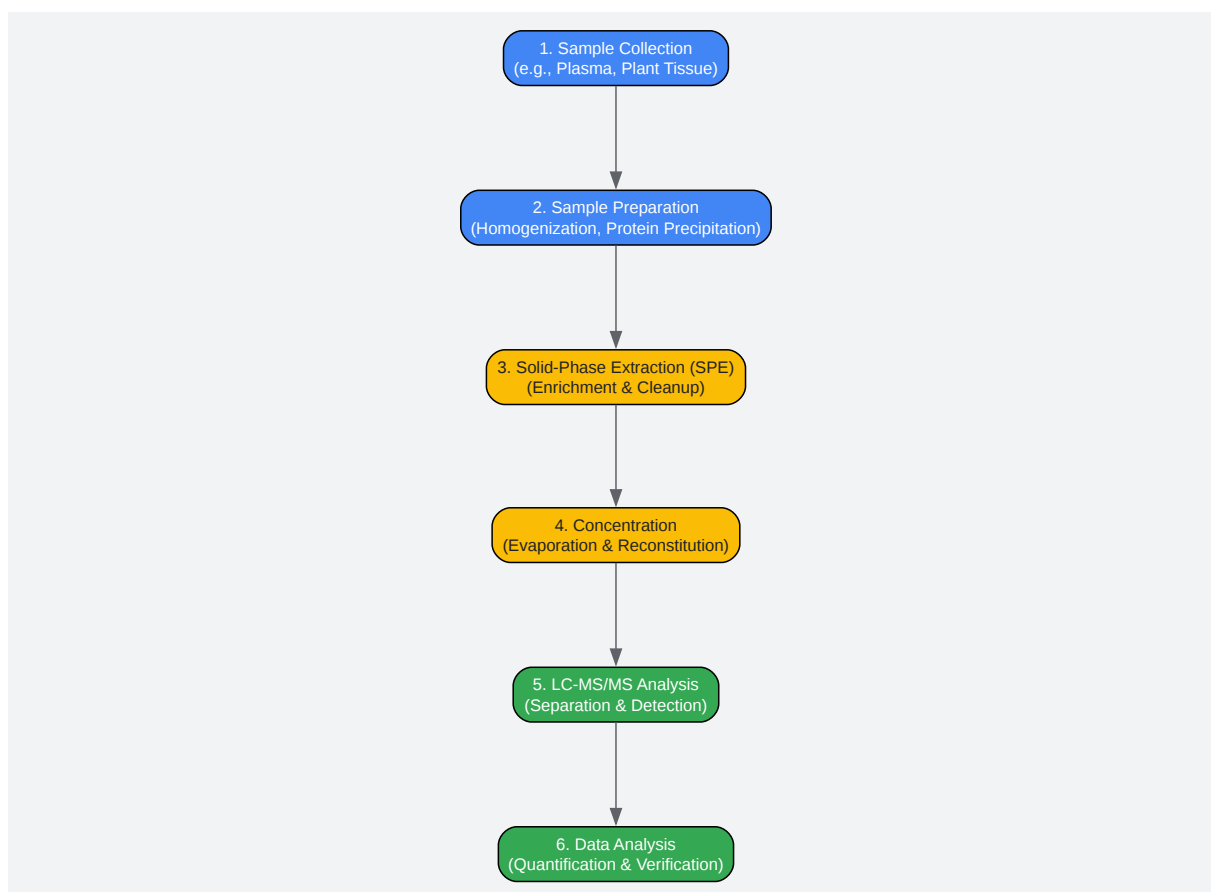 1. Sample Collection
(e.g., Plasma, Plant Tissue)
2. Sample Preparation
(Homogenization, Protein Precipitation)
3. Solid-Phase Extraction (SPE)
(Enrichment & Cleanup)
4. Concentration
(Evaporation & Reconstitution)
5. LC-MS/MS Analysis
(Separation & Detection)
6. Data Analysis
(Quantification & Verification)